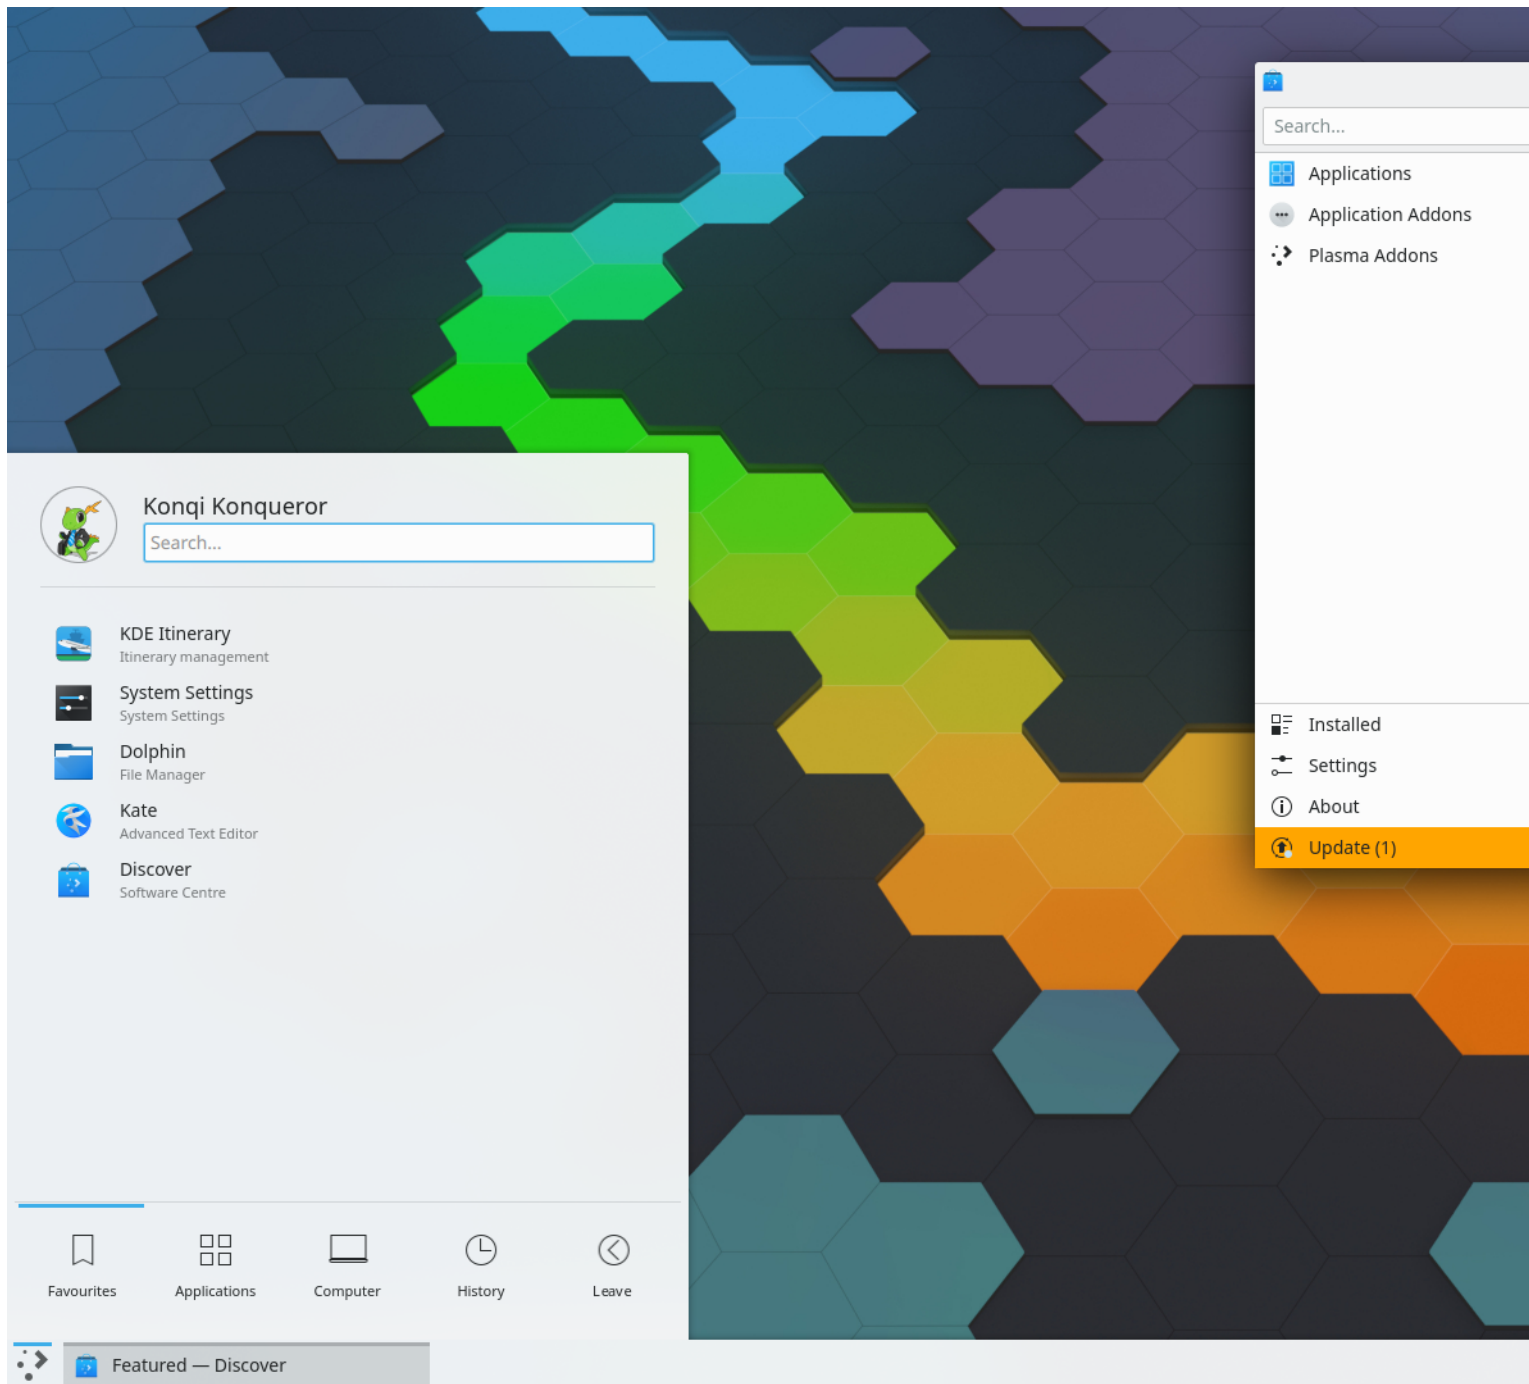 Search...
Applications
Application Addons
Plasma Addons
Installed
Settings
About
Update (1)
Konqi Konqueror
Search...
KDE Itinerary
Itinerary management
System Settings
System Settings
Dolphin
File Manager
Kate
Advanced Text Editor
Discover
Software Centre
Favourites
Applications
Computer
History
Leave
Featured — Discover